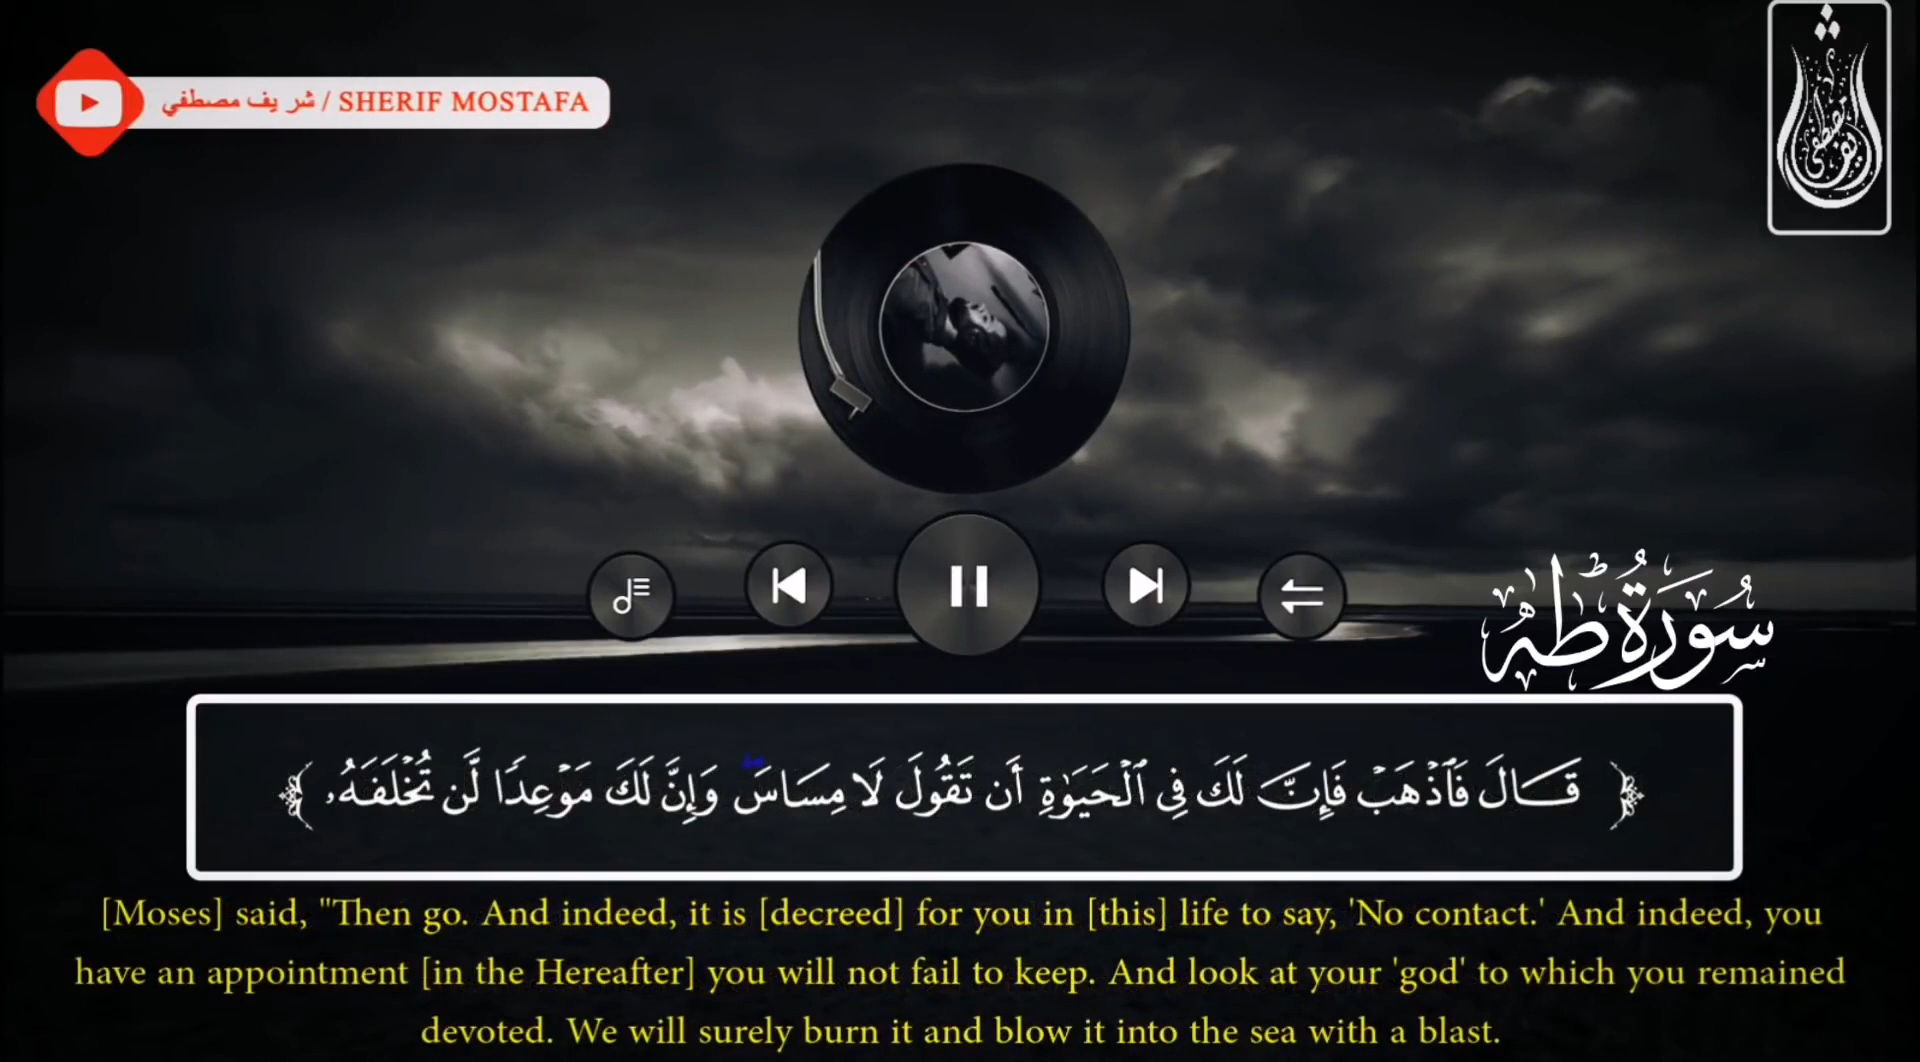 شريف مصطفي / SHERIF MOSTAFA
سُورَةُ طه
﴿ قَالَ فَٱذْهَبْ فَإِنَّ لَكَ فِى ٱلْحَيَوٰةِ أَن تَقُولَ لَا مِسَاسَ ۖ وَإِنَّ لَكَ مَوْعِدًا لَّن تُخْلَفَهُۥ ﴾
[Moses] said, "Then go. And indeed, it is [decreed] for you in [this] life to say, 'No contact.' And indeed, you
have an appointment [in the Hereafter] you will not fail to keep. And look at your 'god' to which you remained
devoted. We will surely burn it and blow it into the sea with a blast.